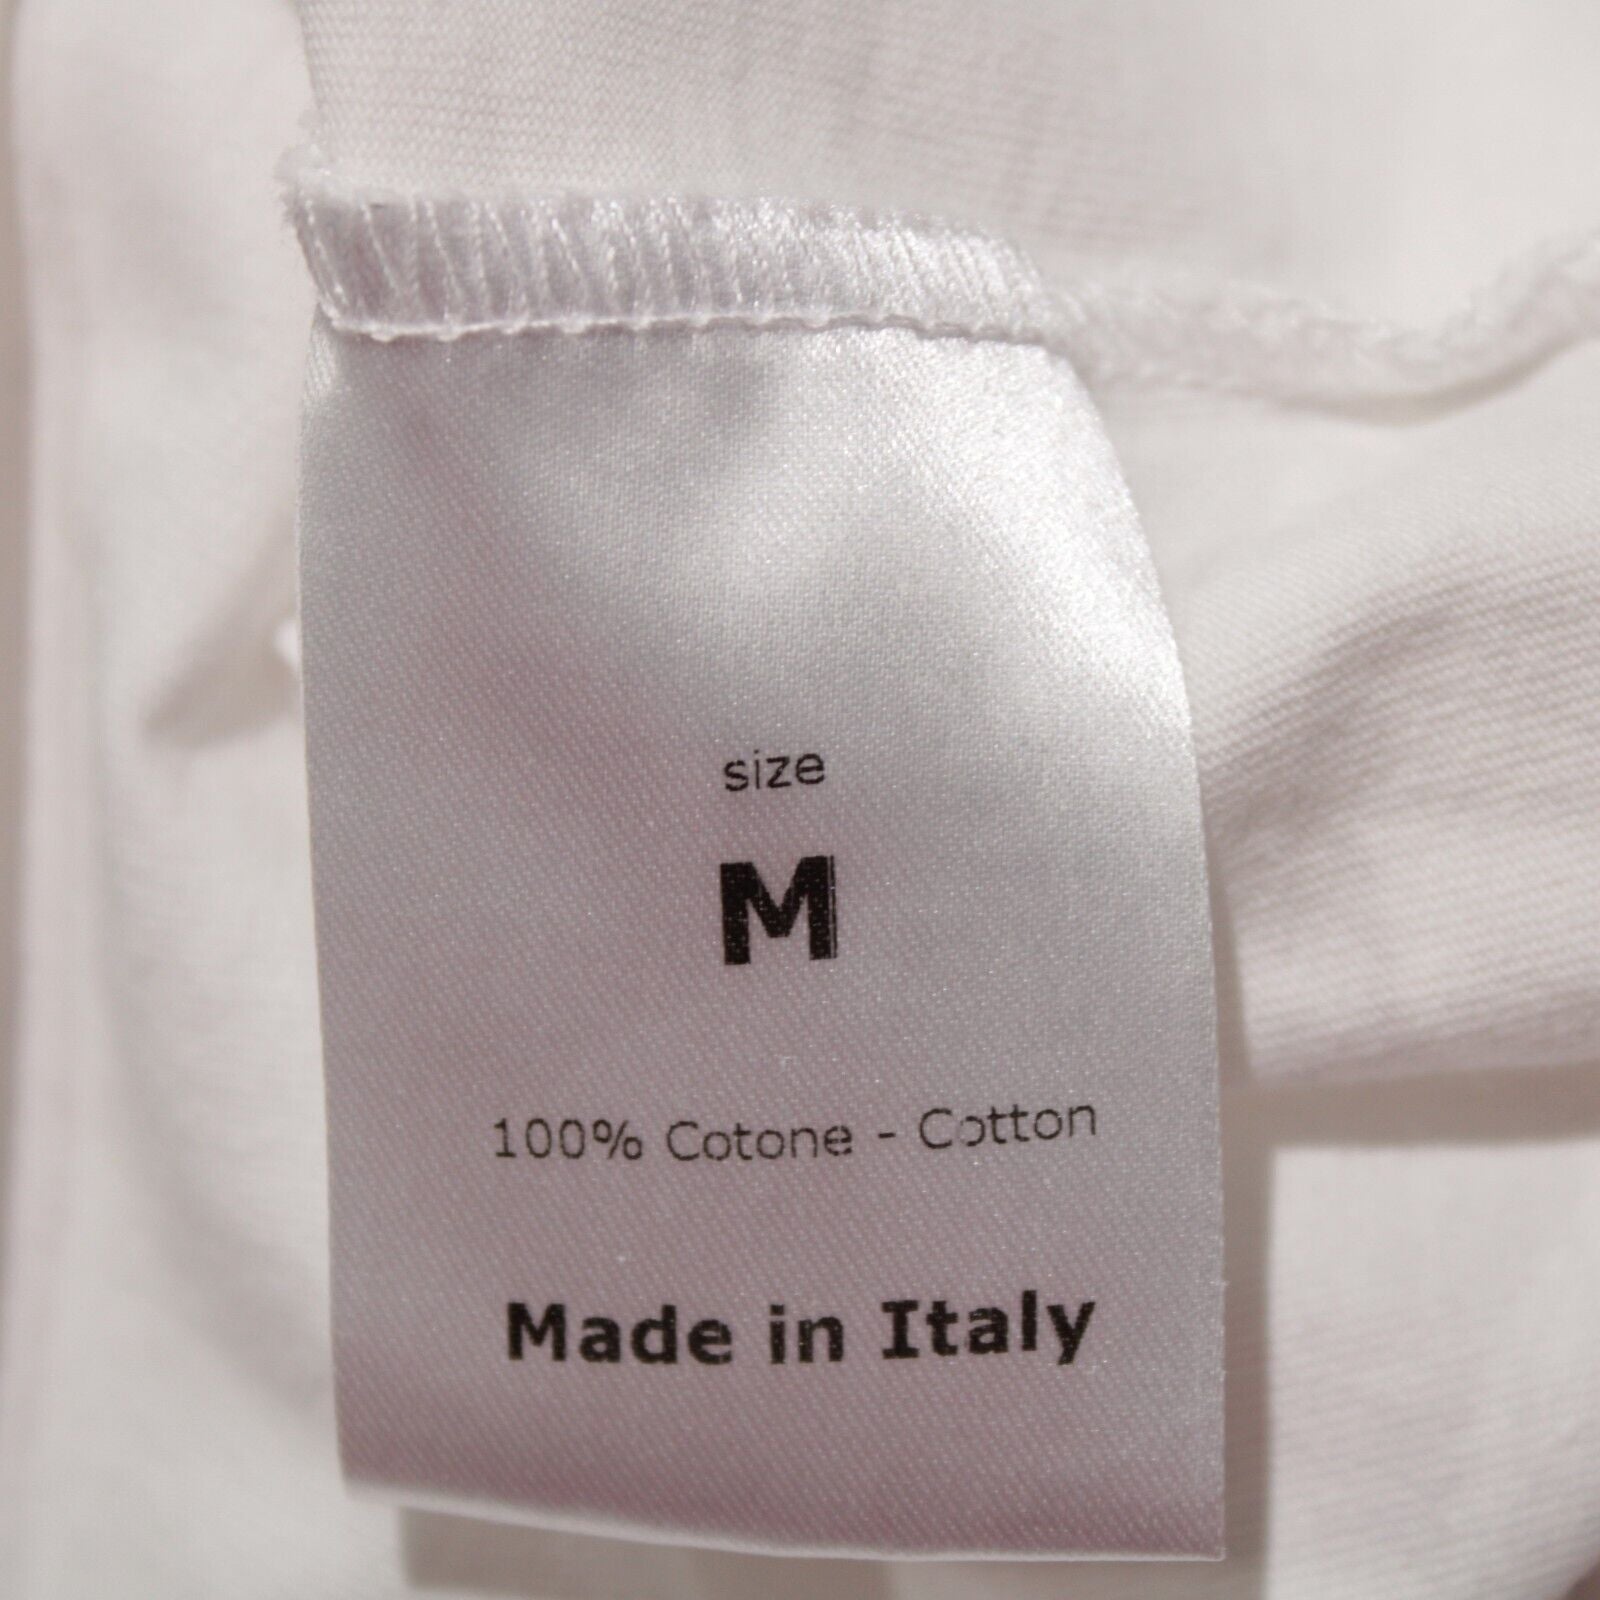 size
M
100% Cotone - Cotton
Made in Italy